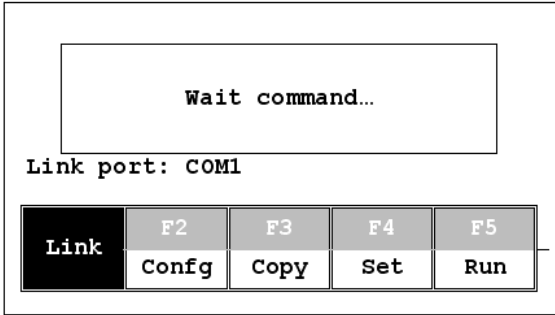 Wait command…
Link port: COM1
Link F2 F3 F4 F5
Confg Copy Set Run